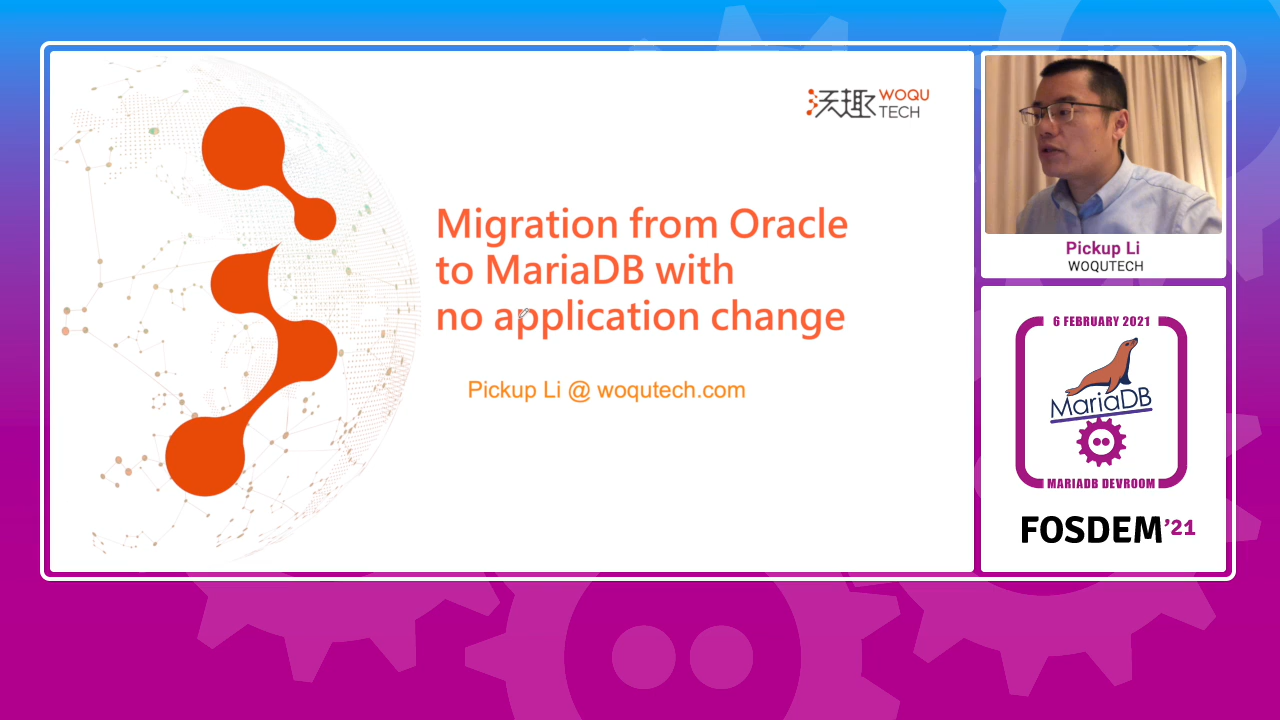 沃趣 WOQU
TECH
Migration from Oracle
to MariaDB with
no application change
Pickup Li @ woqutech.com
Pickup Li
WOQUTECH
6 FEBRUARY 2021
MariaDB
MARIADB DEVROOM
FOSDEM'21